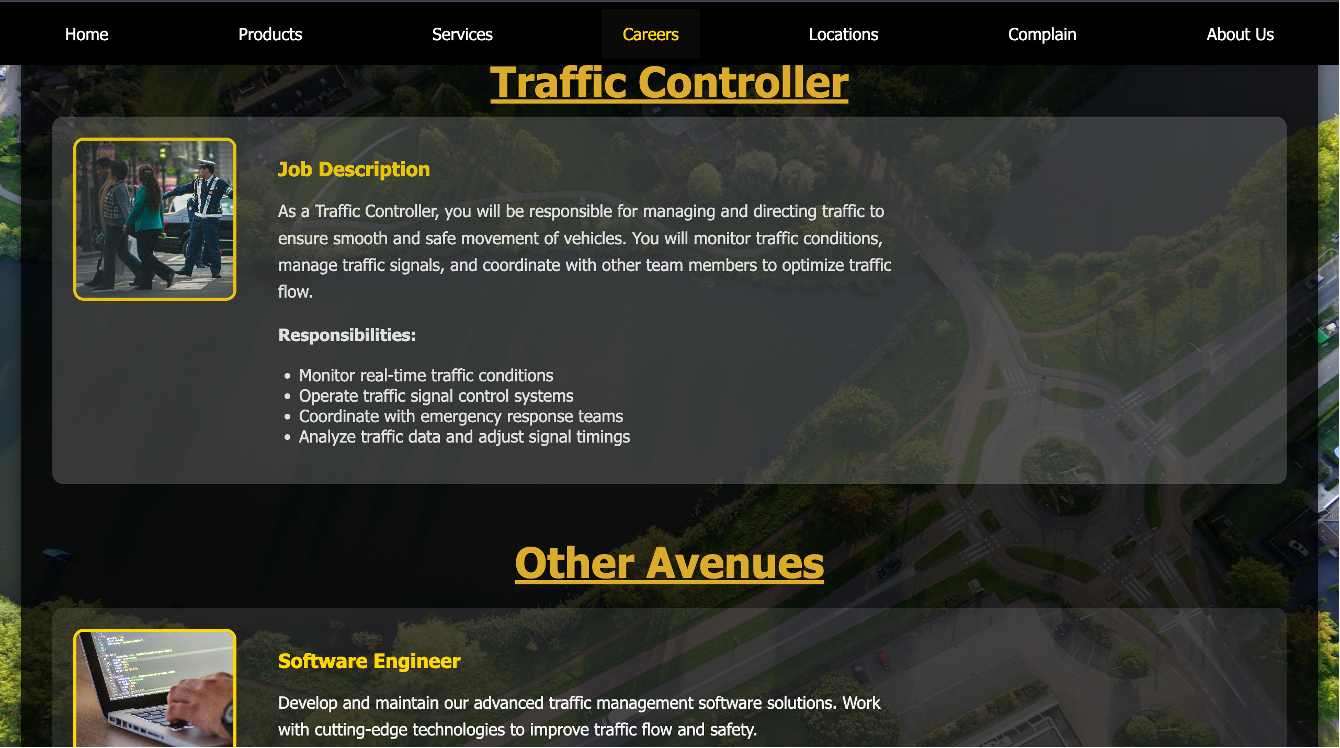 Home Products Services Careers Locations Complain About Us
Traffic Controller
Job Description
As a Traffic Controller, you will be responsible for managing and directing traffic to
ensure smooth and safe movement of vehicles. You will monitor traffic conditions,
manage traffic signals, and coordinate with other team members to optimize traffic
flow.
Responsibilities:
Monitor real-time traffic conditions
Operate traffic signal control systems
Coordinate with emergency response teams
Analyze traffic data and adjust signal timings
Other Avenues
Software Engineer
Develop and maintain our advanced traffic management software solutions. Work
with cutting-edge technologies to improve traffic flow and safety.